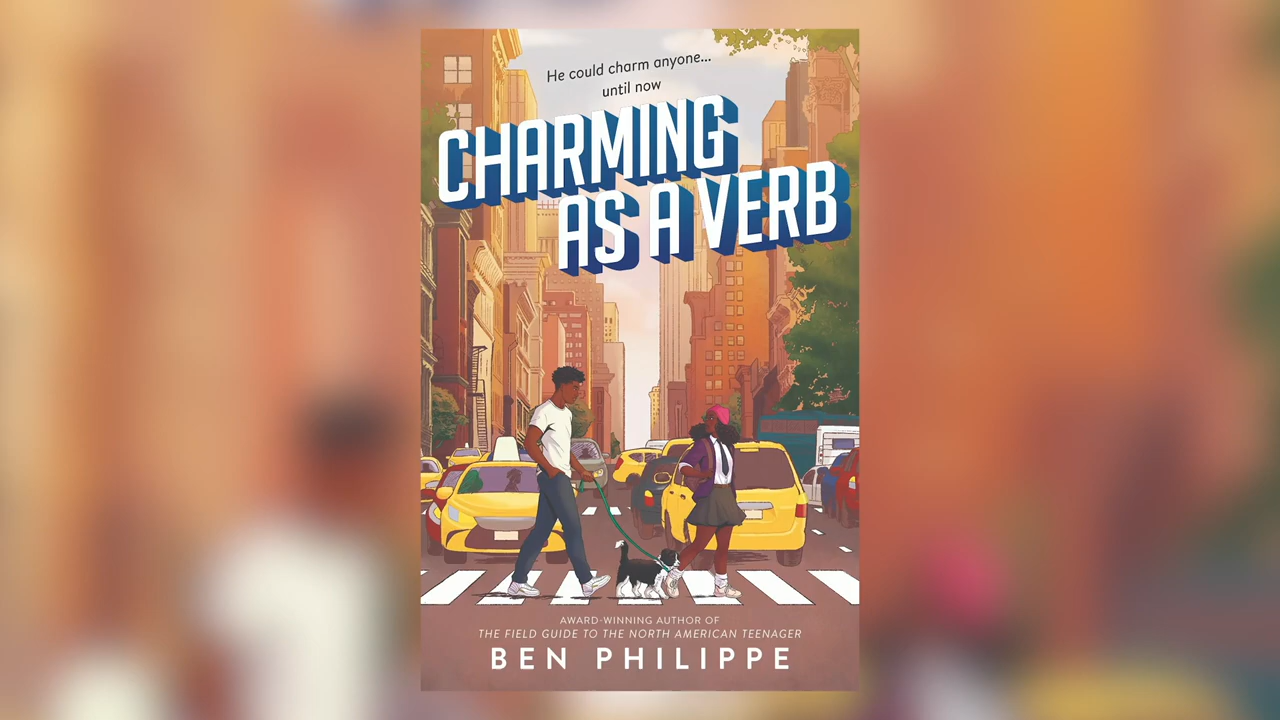 He could charm anyone...
until now
CHARMING
AS A VERB
AWARD-WINNING AUTHOR OF
THE FIELD GUIDE TO THE NORTH AMERICAN TEENAGER
BEN PHILIPPE